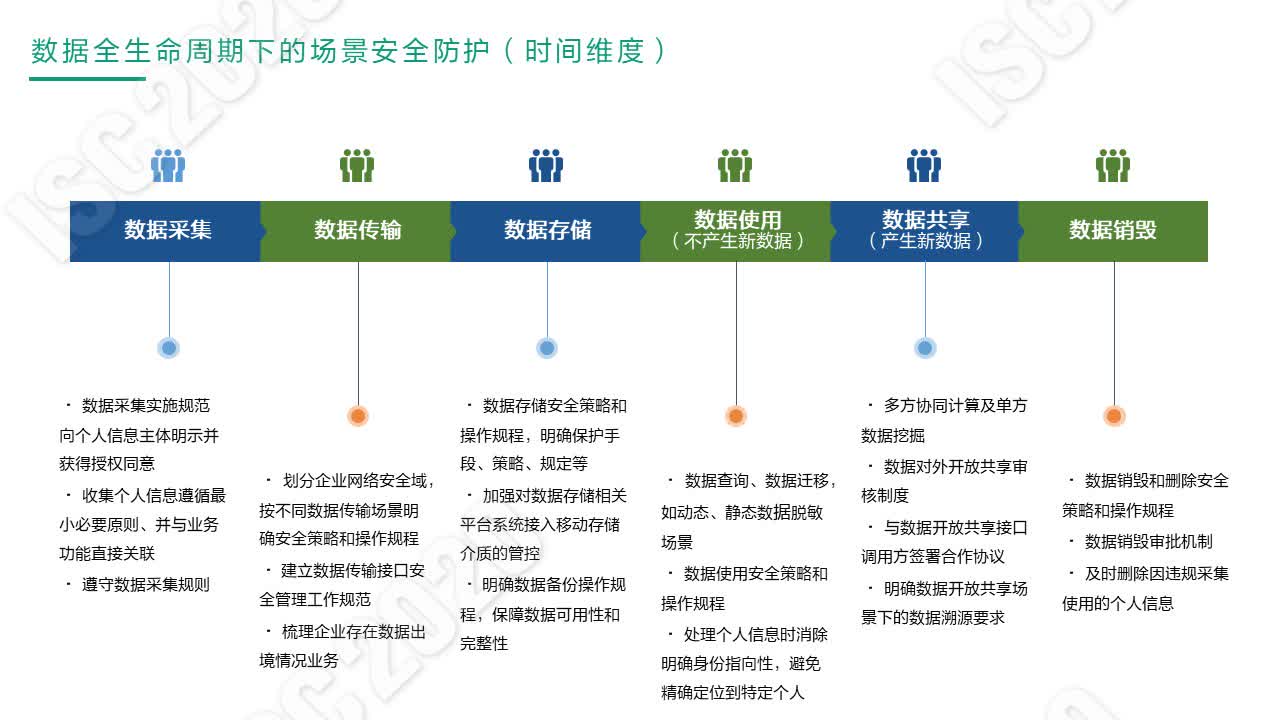 数据全生命周期下的场景安全防护（时间维度）
数据采集
数据传输
数据存储
数据使用
（不产生新数据）
数据共享
（产生新数据）
数据销毁
· 数据采集实施规范
向个人信息主体明示并
获得授权同意
· 收集个人信息遵循最
小必要原则、并与业务
功能直接关联
· 遵守数据采集规则
· 划分企业网络安全域，
按不同数据传输场景明
确安全策略和操作规程
· 建立数据传输接口安
全管理工作规范
· 梳理企业存在数据出
境情况业务
· 数据存储安全策略和
操作规程，明确保护手
段、策略、规定等
· 加强对数据存储相关
平台系统接入移动存储
介质的管控
· 明确数据备份操作规
程，保障数据可用性和
完整性
· 数据查询、数据迁移，
如动态、静态数据脱敏
场景
· 数据使用安全策略和
操作规程
· 处理个人信息时消除
明确身份指向性，避免
精确定位到特定个人
· 多方协同计算及单方
数据挖掘
· 数据对外开放共享审
核制度
· 与数据开放共享接口
调用方签署合作协议
· 明确数据开放共享场
景下的数据溯源要求
· 数据销毁和删除安全
策略和操作规程
· 数据销毁审批机制
· 及时删除因违规采集
使用的个人信息
ISC2020
ISC
ISC2020